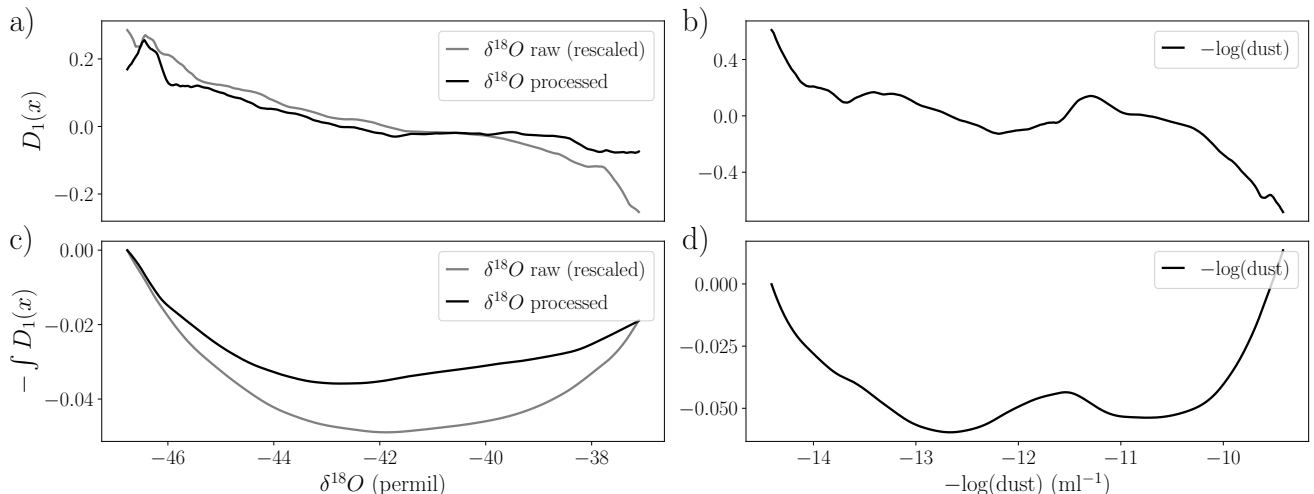 a)
0.2
0.0
−0.2
D₁(x)
δ¹⁸O raw (rescaled)
δ¹⁸O processed
b)
0.4
0.0
−0.4
−log(dust)
c)
0.00
−0.02
−0.04
− ∫ D₁(x)
δ¹⁸O raw (rescaled)
δ¹⁸O processed
−46 −44 −42 −40 −38
δ¹⁸O (permil)
d)
0.000
−0.025
−0.050
−log(dust)
−14 −13 −12 −11 −10
−log(dust) (ml⁻¹)